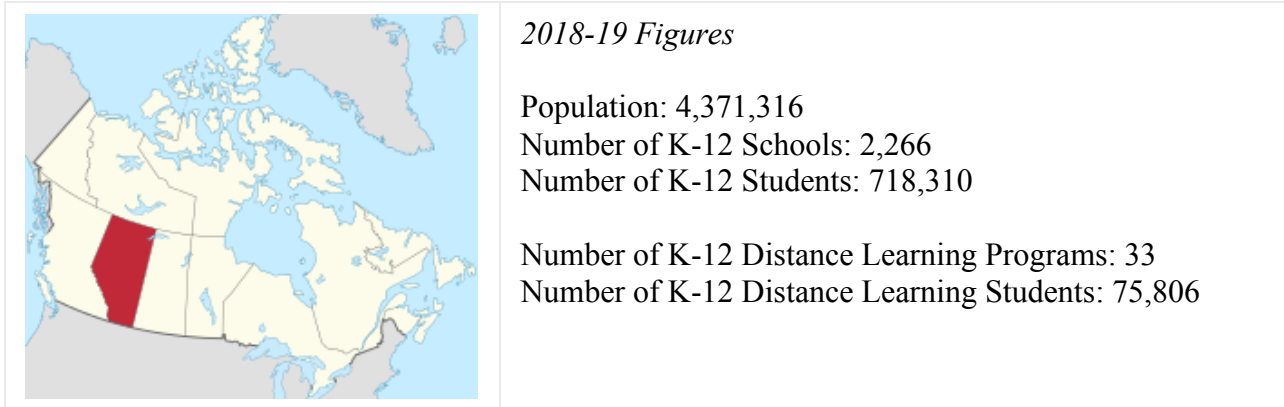 2018-19 Figures
Population: 4,371,316
Number of K-12 Schools: 2,266
Number of K-12 Students: 718,310
Number of K-12 Distance Learning Programs: 33
Number of K-12 Distance Learning Students: 75,806